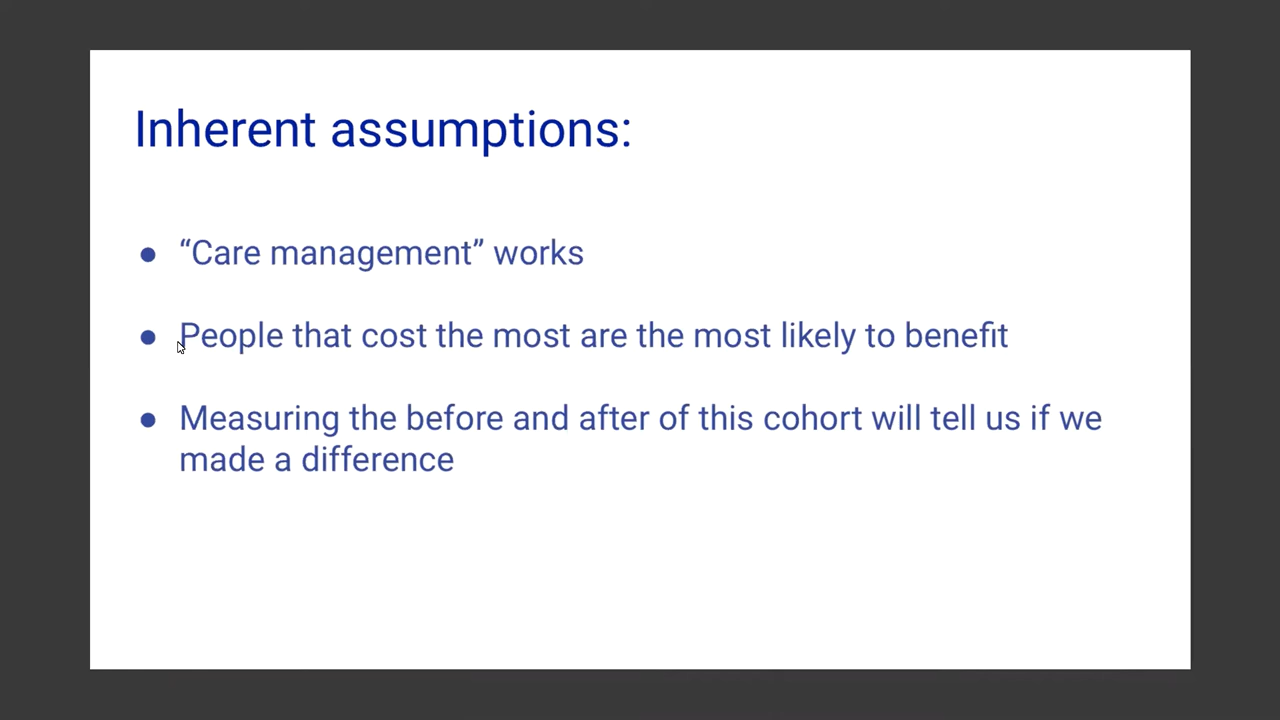 Inherent assumptions:
● “Care management” works
● People that cost the most are the most likely to benefit
● Measuring the before and after of this cohort will tell us if we
made a difference